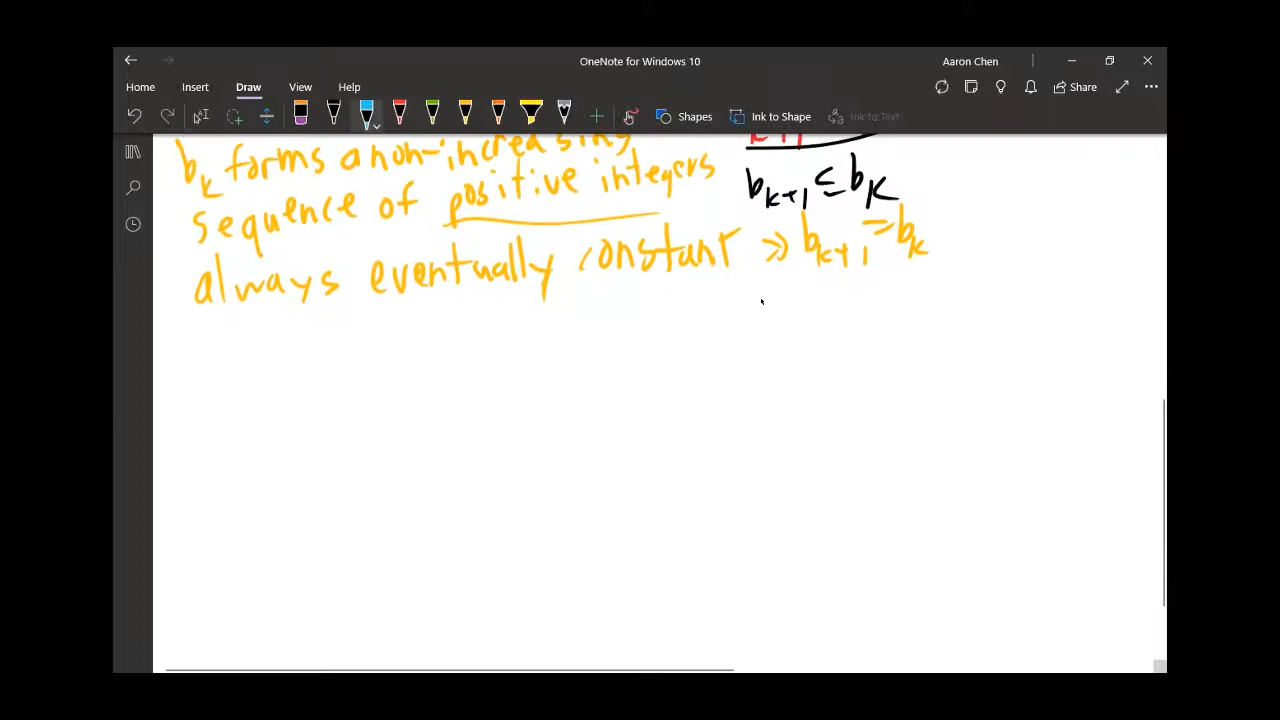 OneNote for Windows 10
Aaron Chen
Home Insert Draw View Help
Share
Shapes
Ink to Shape
Ink to Text
b_k forms a non-increasing
sequence of positive integers
always eventually constant ⇒ b_{k+1} = b_k
k+1
b_{k+1} ≤ b_k